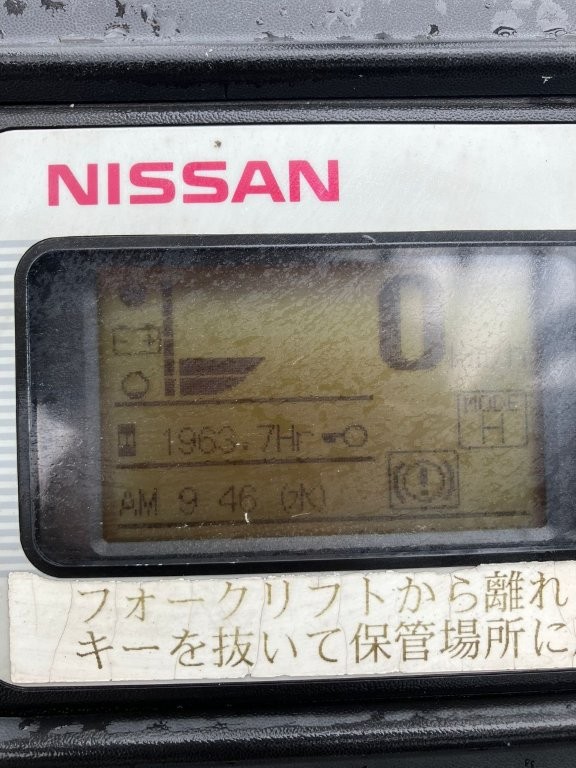 NISSAN
0 km/h
MODE
H
H 1963.7Hr
AM 9 46 (水)
フォークリフトから離れ
キーを抜いて保管場所に